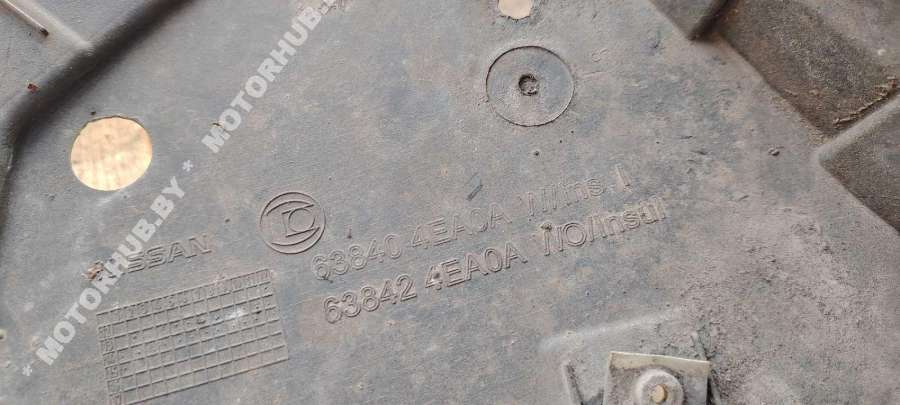 * MOTORHUB.BY * MOTORHUB.BY
NISSAN
63840 4EA0A W/Insul
63842 4EA0A WO/Insul